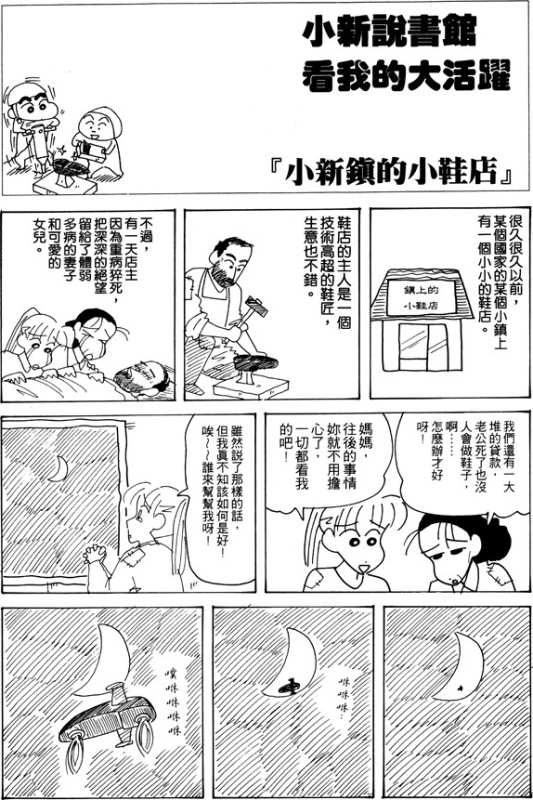 小新說書館
看我的大活躍
『小新鎮的小鞋店』
很久很久以前，
某個國家的某個小鎮上
有一個小小的鞋店。
鎮上的
小鞋店
鞋店的主人是一個
技術高超的鞋匠，
生意也不錯。
不過，
有一天店主
因為重病猝死，
把深深的絕望
留給了體弱
多病的妻子
和可愛的
女兒。
我們還有一大
堆的貸款，
老公死了也沒
人會做鞋子，
啊……
怎麼辦才好
呀！
媽媽，
往後的事情
妳就不用擔
心了，
一切都看我
的吧！
雖然說了那樣的話，
但我真不知該如何是好！
唉～～誰來幫幫我呀！
咻咻咻…
噗咻咻咻咻